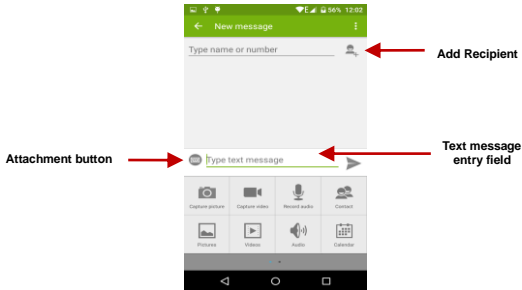 56% 12:02
New message
Type name or number
Add Recipient
Attachment button
Type text message
Text message
entry field
Capture picture
Capture video
Record audio
Contact
Pictures
Videos
Audio
Calendar